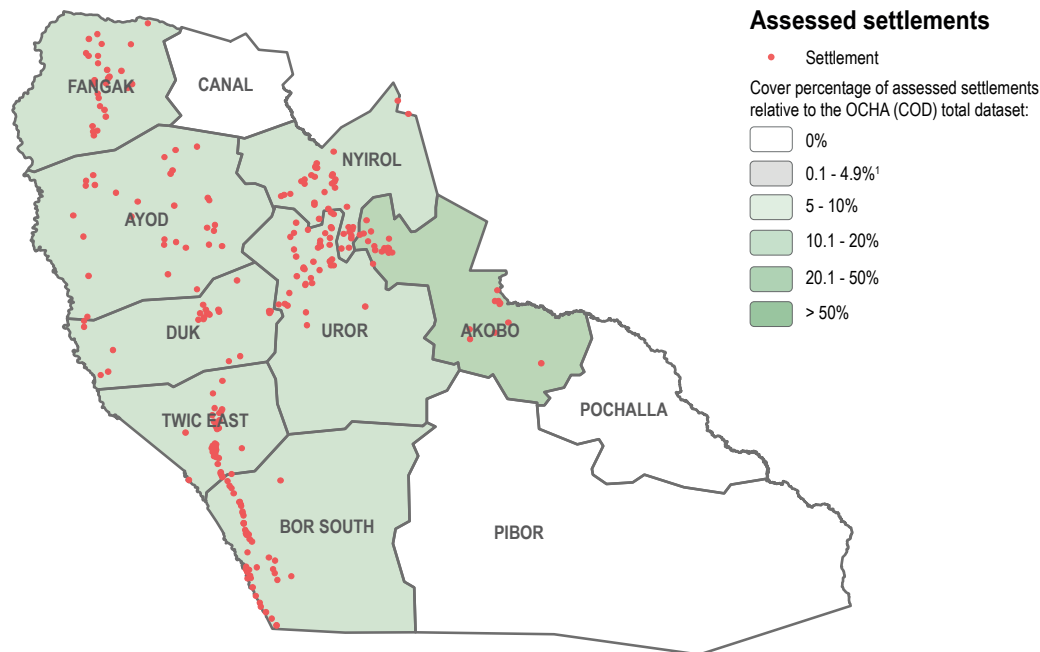 Assessed settlements
Settlement
Cover percentage of assessed settlements
relative to the OCHA (COD) total dataset:
0%
0.1 - 4.9%¹
5 - 10%
10.1 - 20%
20.1 - 50%
> 50%
FANGAK
CANAL
NYIROL
AYOD
DUK
UROR
AKOBO
POCHALLA
TWIC EAST
BOR SOUTH
PIBOR